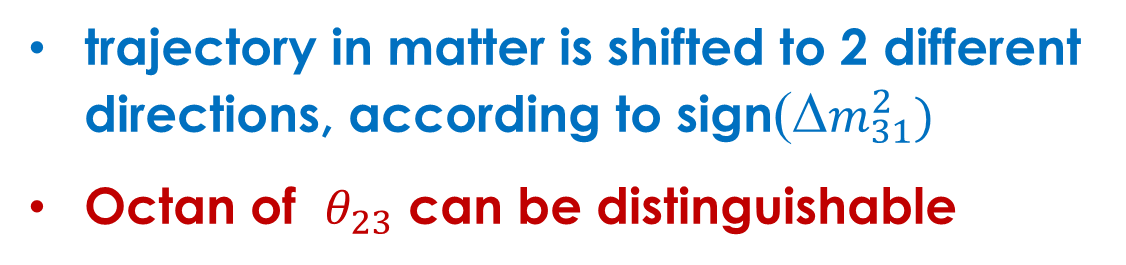 • trajectory in matter is shifted to 2 different
directions, according to sign(Δm²₃₁)
• Octan of θ₂₃ can be distinguishable